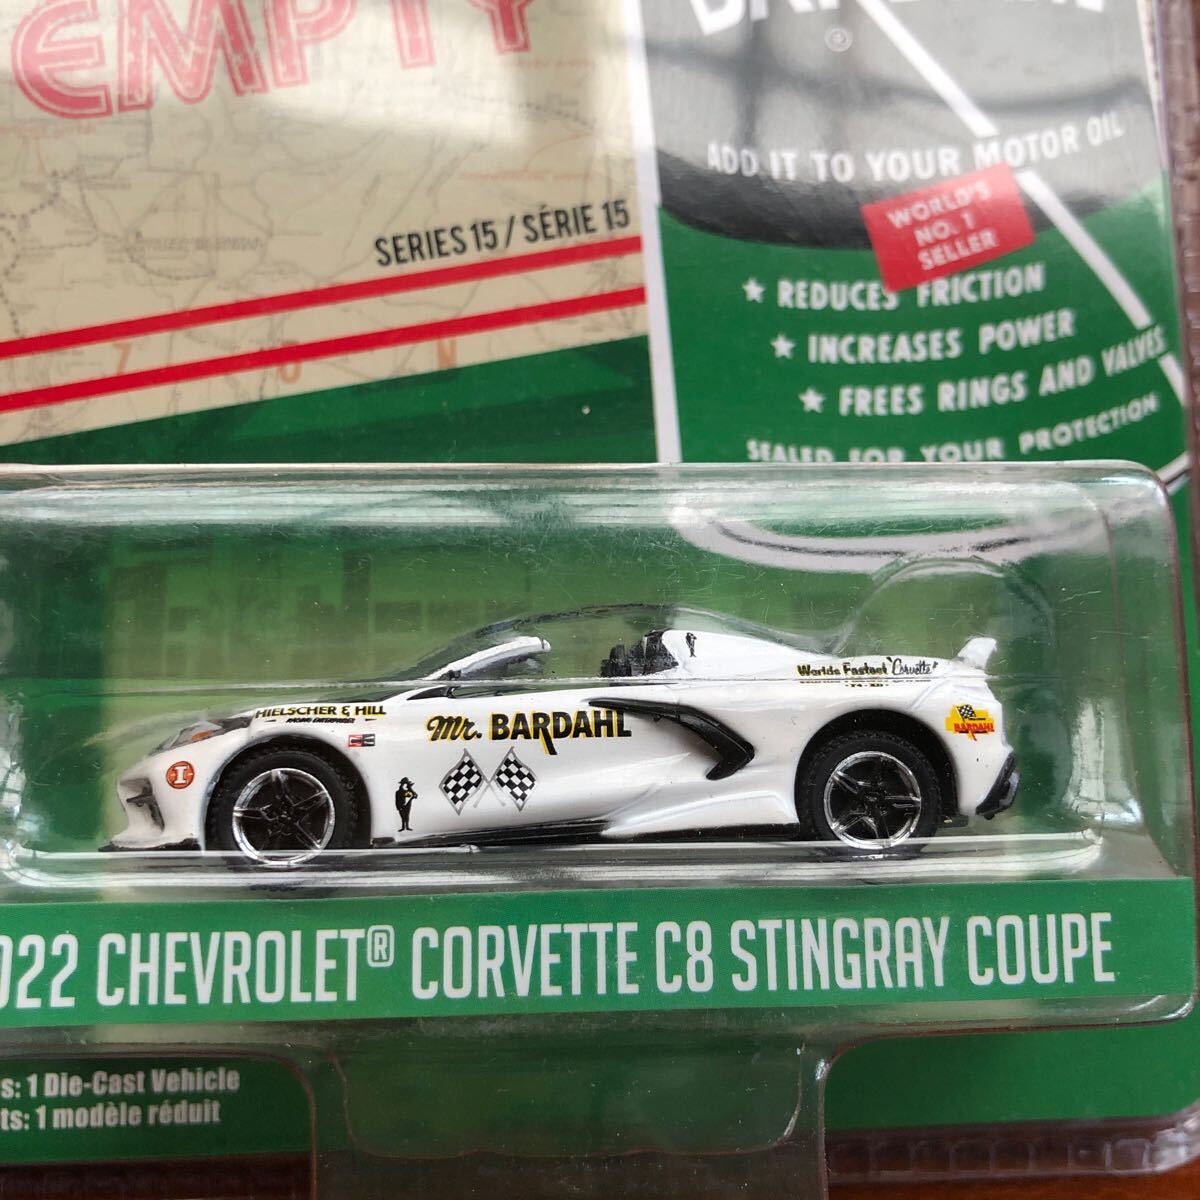 EMPTY
®
SERIES 15 / SÉRIE 15
ADD IT TO YOUR MOTOR OIL
WORLD'S
NO. 1
SELLER
★ REDUCES FRICTION
★ INCREASES POWER
★ FREES RINGS AND VALVES
SEALED FOR YOUR PROTECTION
Worlds Fastest "Corvette"
HIELSCHER & HILL
RACING ENTERPRISES
Mr. BARDAHL
BARDAHL
I
022 CHEVROLET® CORVETTE C8 STINGRAY COUPE
s: 1 Die-Cast Vehicle
ts: 1 modèle réduit